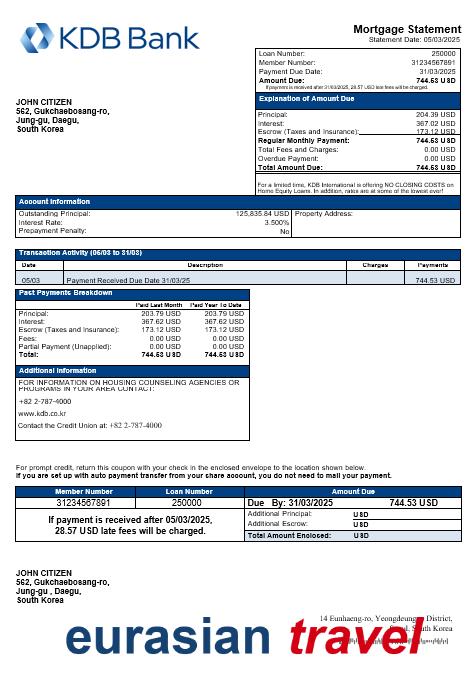 KDB Bank
Mortgage Statement
Statement Date: 05/03/2025
Loan Number: 250000
Member Number: 31234567891
Payment Due Date: 31/03/2025
Amount Due: 744.53 USD
If payment is received after 31/03/2025, 28.57 USD late fees will be charged.
JOHN CITIZEN
562, Gukchaebosang-ro,
Jung-gu, Daegu,
South Korea
Explanation of Amount Due
Principal: 204.39 USD
Interest: 367.02 USD
Escrow (Taxes and Insurance): 173.12 USD
Regular Monthly Payment: 744.53 USD
Total Fees and Charges: 0.00 USD
Overdue Payment: 0.00 USD
Total Amount Due: 744.53 USD
For a limited time, KDB International is offering NO CLOSING COSTS on
Home Equity Loans. In addition, rates are at some of the lowest ever!
Account Information
Outstanding Principal: 125,835.84 USD Property Address:
Interest Rate: 3.500%
Prepayment Penalty: No
Transaction Activity (05/03 to 31/03)
Date Description Charges Payments
05/03 Payment Received Due Date 31/03/25 744.53 USD
Past Payments Breakdown
Paid Last Month Paid Year To Date
Principal: 203.79 USD 203.79 USD
Interest: 367.62 USD 367.62 USD
Escrow (Taxes and Insurance): 173.12 USD 173.12 USD
Fees: 0.00 USD 0.00 USD
Partial Payment (Unapplied): 0.00 USD 0.00 USD
Total: 744.53 USD 744.53 USD
Additional Information
FOR INFORMATION ON HOUSING COUNSELING AGENCIES OR
PROGRAMS IN YOUR AREA CONTACT:
+82 2-787-4000
www.kdb.co.kr
Contact the Credit Union at: +82 2-787-4000
For prompt credit, return this coupon with your check in the enclosed envelope to the location shown below.
If you are set up with auto payment transfer from your share account, you do not need to mail your payment.
Member Number Loan Number Amount Due
31234567891 250000 Due By: 31/03/2025 744.53 USD
If payment is received after 05/03/2025,
28.57 USD late fees will be charged.
Additional Principal: USD
Additional Escrow: USD
Total Amount Enclosed: USD
JOHN CITIZEN
562, Gukchaebosang-ro,
Jung-gu , Daegu,
South Korea
14 Eunhaeng-ro, Yeongdeungpo District,
Seoul, South Korea
eurasian travel